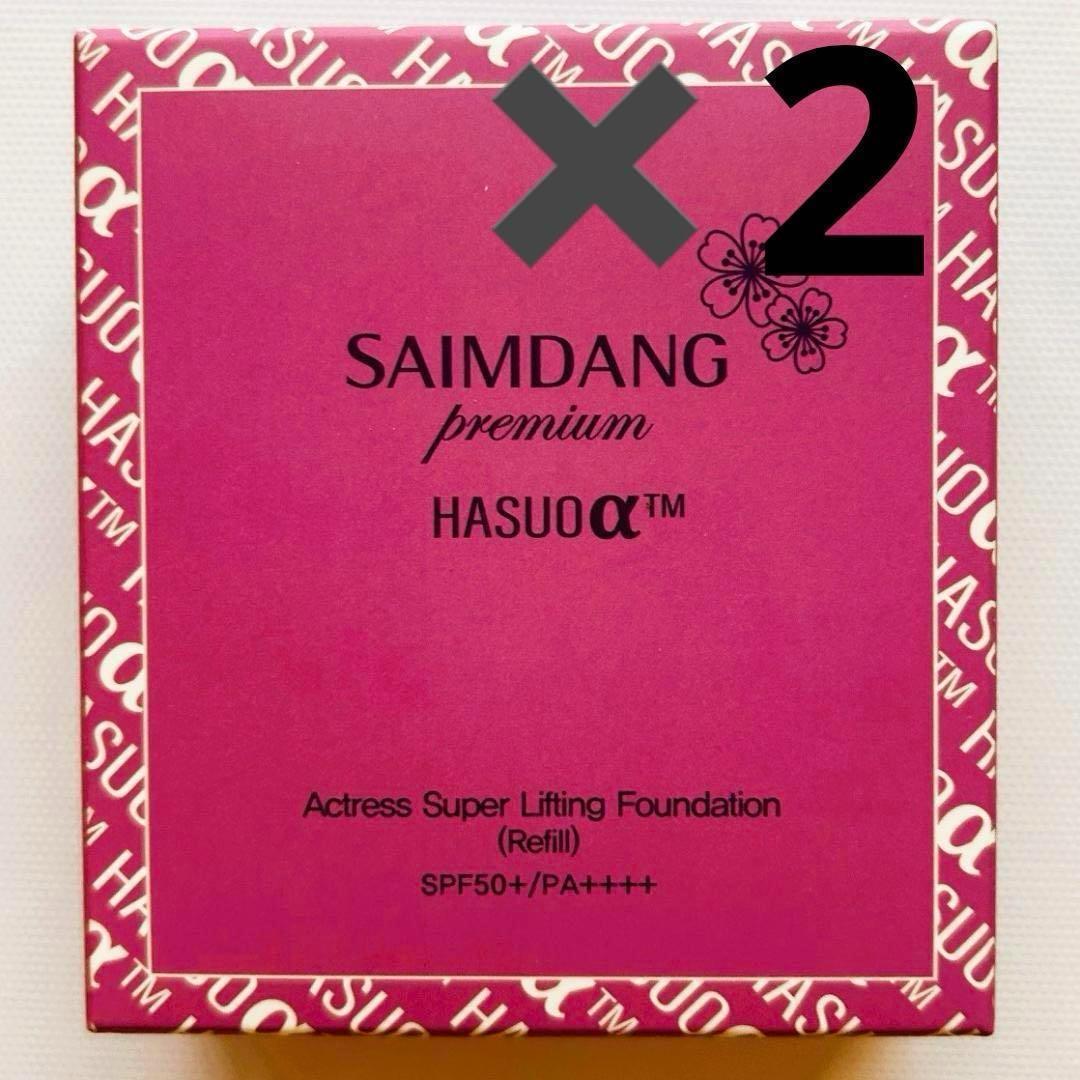 ✖2
SAIMDANG
premium
HASUOα™
Actress Super Lifting Foundation
(Refill)
SPF50+/PA++++